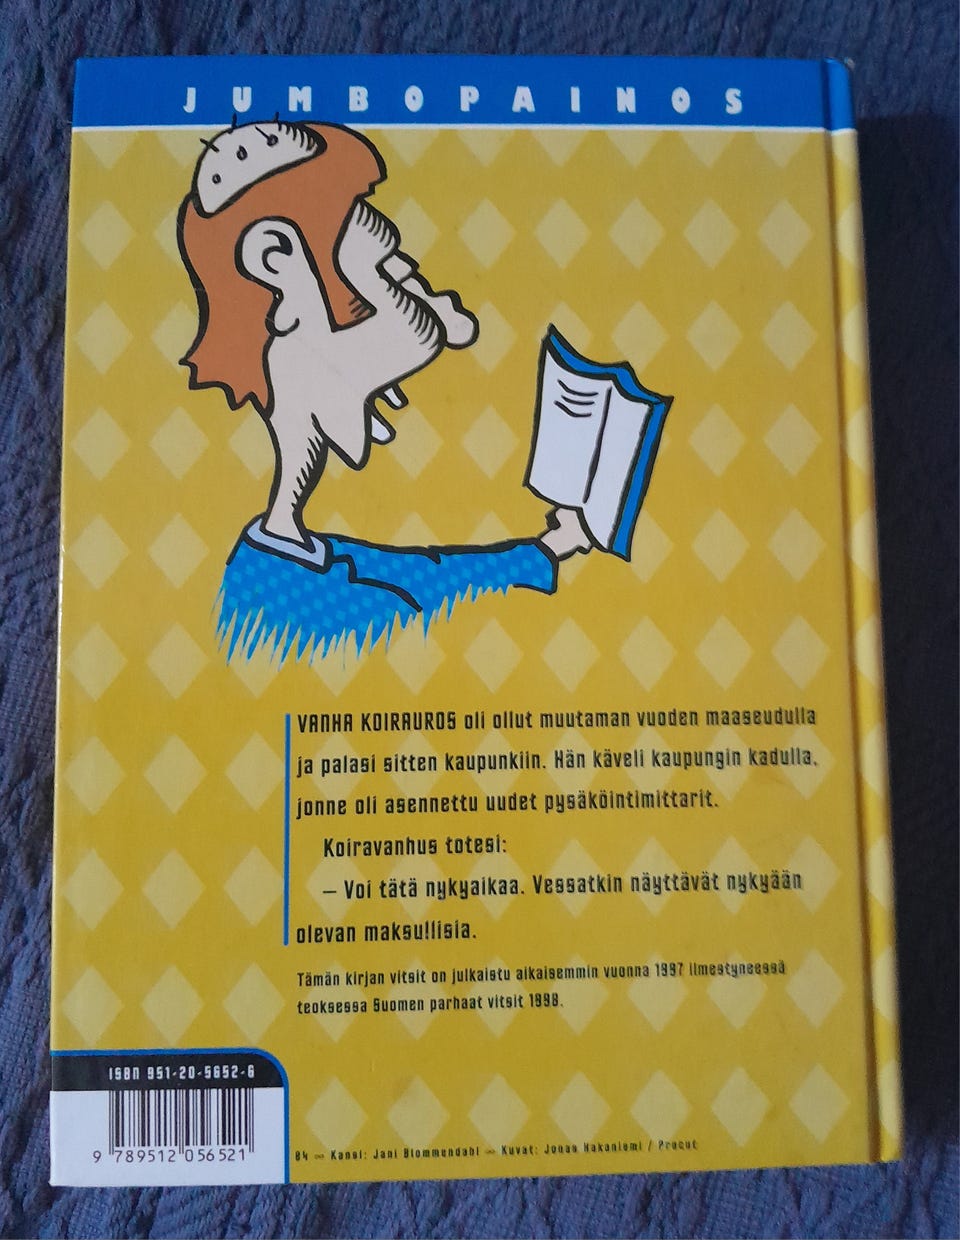 JUMBOPAINOS
VANHA KOIRAUROS oli ollut muutaman vuoden maaseudulla
ja palasi sitten kaupunkiin. Hän käveli kaupungin kadulla,
jonne oli asennettu uudet pysäköintimittarit.
Koiravanhus totesi:
– Voi tätä nykyaikaa. Vessatkin näyttävät nykyään
olevan maksullisia.
Tämän kirjan vitsit on julkaistu aikaisemmin vuonna 1997 ilmestyneessä
teoksessa Suomen parhaat vitsit 1998.
ISBN 951-20-5652-6
9 789512 056521
84 ∞ Kansi: Jani Blommendahl ∞ Kuvat: Jonas Hakaniemi / Procut